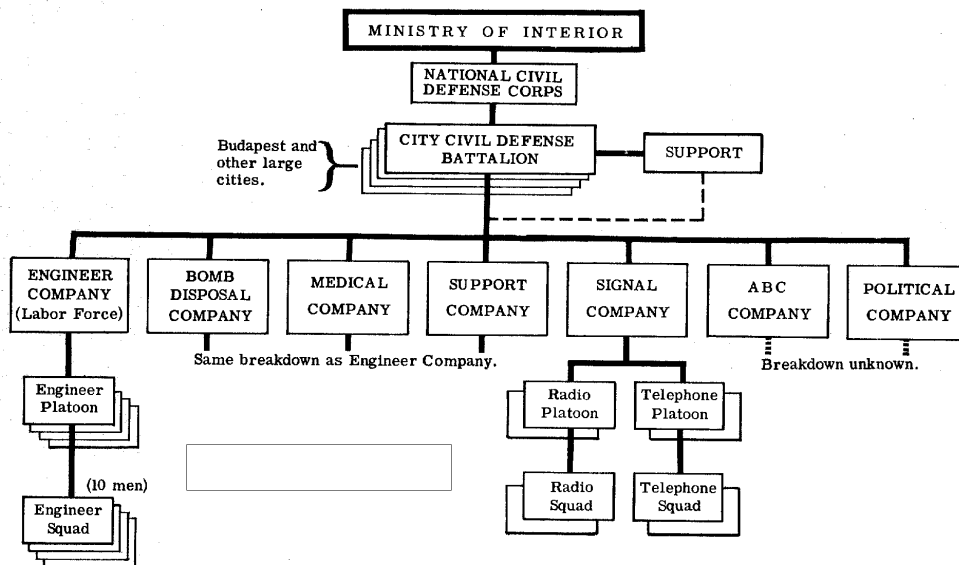 MINISTRY OF INTERIOR
NATIONAL CIVIL
DEFENSE CORPS
CITY CIVIL DEFENSE
BATTALION
Budapest and
other large
cities.
SUPPORT
ENGINEER
COMPANY
(Labor Force)
BOMB
DISPOSAL
COMPANY
MEDICAL
COMPANY
SUPPORT
COMPANY
SIGNAL
COMPANY
ABC
COMPANY
POLITICAL
COMPANY
Same breakdown as Engineer Company.
Breakdown unknown.
Engineer
Platoon
Radio
Platoon
Telephone
Platoon
(10 men)
Engineer
Squad
Radio
Squad
Telephone
Squad